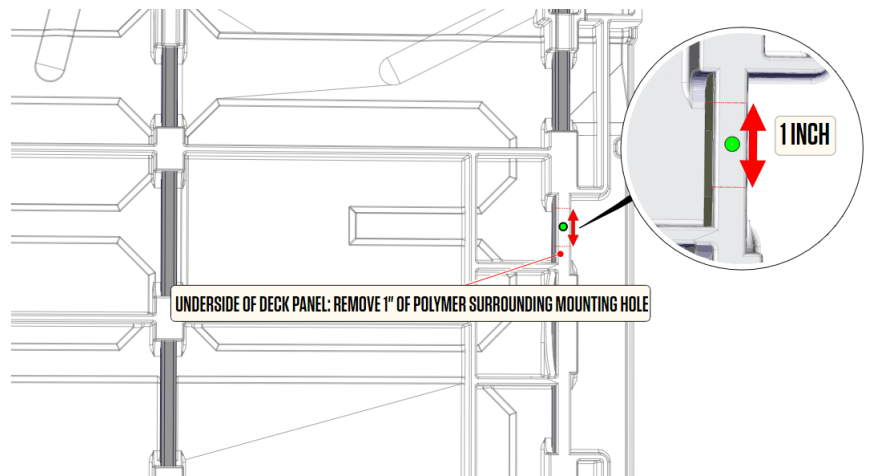 1 INCH
UNDERSIDE OF DECK PANEL: REMOVE 1" OF POLYMER SURROUNDING MOUNTING HOLE